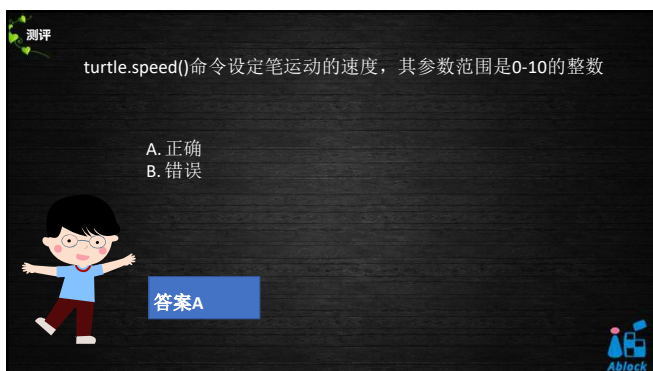 测评
turtle.speed()命令设定笔运动的速度，其参数范围是0-10的整数
A. 正确
B. 错误
答案A
Ablock